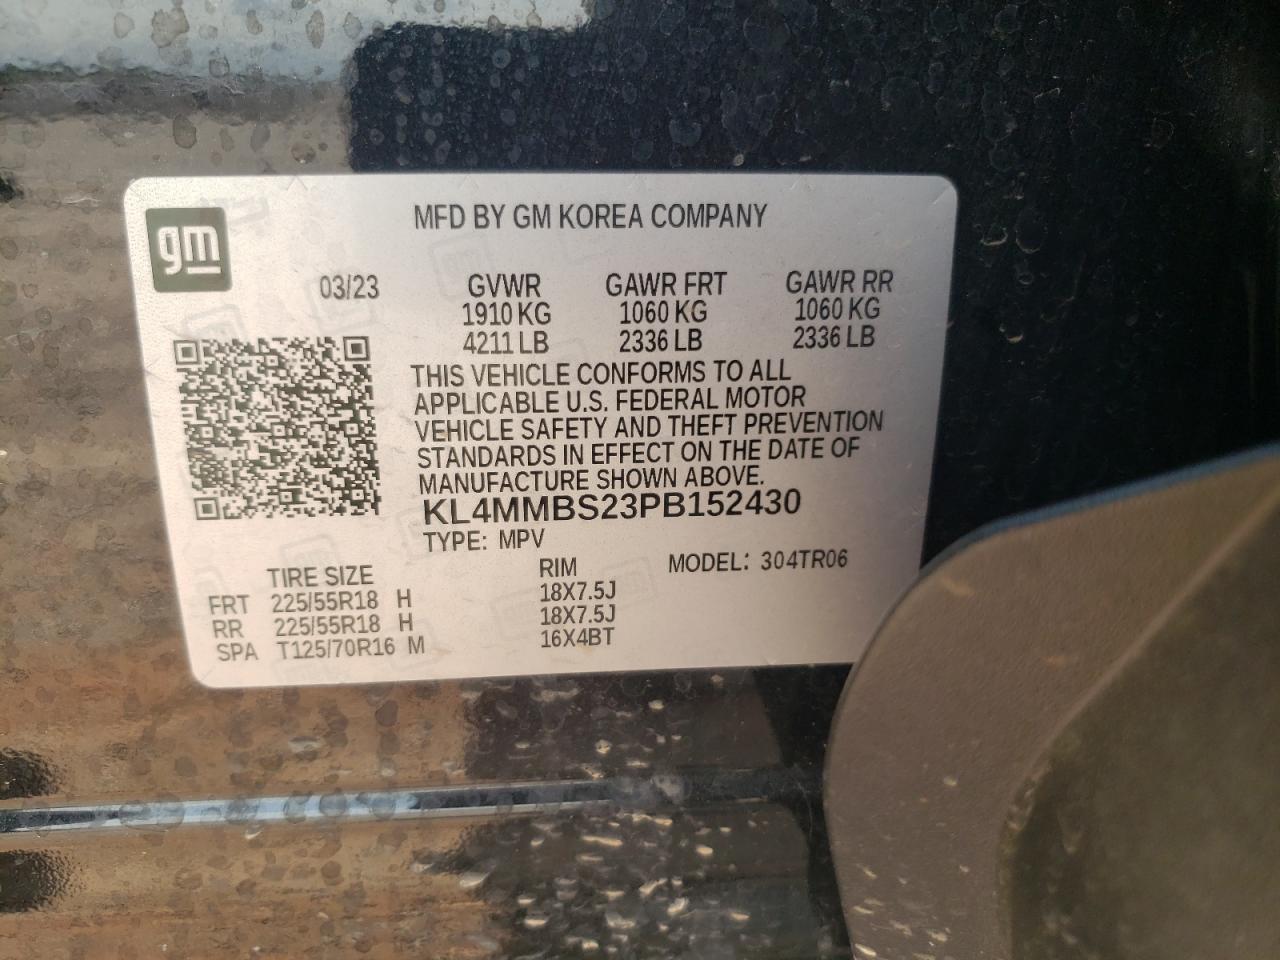 gm
MFD BY GM KOREA COMPANY
03/23 GVWR GAWR FRT GAWR RR
1910 KG 1060 KG 1060 KG
4211 LB 2336 LB 2336 LB
THIS VEHICLE CONFORMS TO ALL
APPLICABLE U.S. FEDERAL MOTOR
VEHICLE SAFETY AND THEFT PREVENTION
STANDARDS IN EFFECT ON THE DATE OF
MANUFACTURE SHOWN ABOVE.
KL4MMBS23PB152430
TYPE: MPV
TIRE SIZE RIM MODEL: 304TR06
FRT 225/55R18 H 18X7.5J
RR 225/55R18 H 18X7.5J
SPA T125/70R16 M 16X4BT